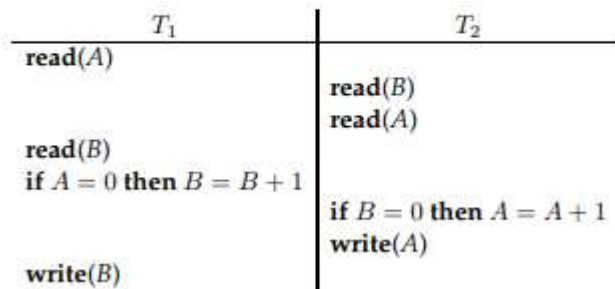 T₁ T₂
read(A)
read(B)
read(A)
read(B)
if A = 0 then B = B + 1
if B = 0 then A = A + 1
write(A)
write(B)